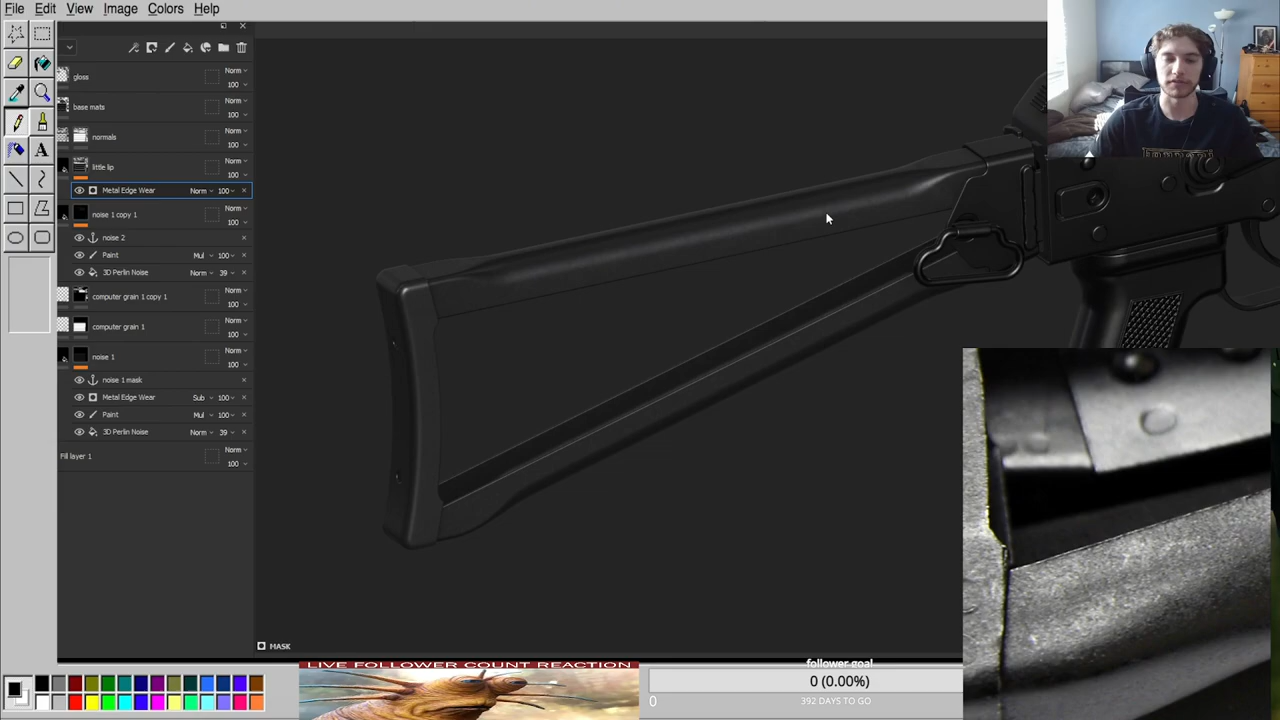 File Edit View Image Colors Help
gloss Norm 100
base mats Norm 100
normals Norm 100
little lip Norm 100
Metal Edge Wear Norm 100
noise 1 copy 1 Norm 100
noise 2
Paint Mul 100
3D Perlin Noise Norm 39
computer grain 1 copy 1 Norm 100
computer grain 1 Norm 100
noise 1 Norm 100
noise 1 mask
Metal Edge Wear Sub 100
Paint Mul 100
3D Perlin Noise Norm 39
Fill layer 1 Norm 100
MASK
LIVE FOLLOWER COUNT REACTION
follower goal
0 (0.00%)
0 392 DAYS TO GO